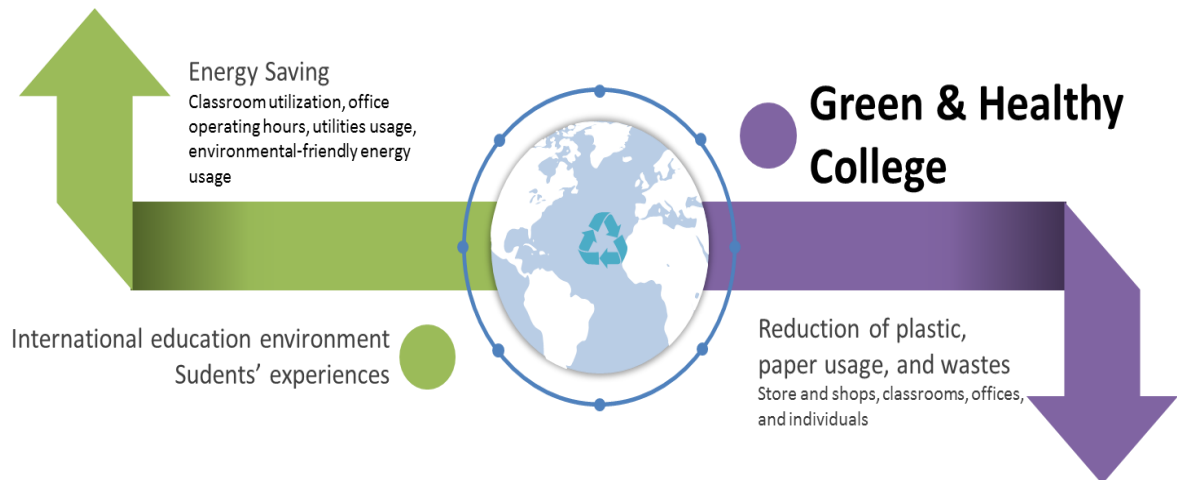 Energy Saving
Classroom utilization, office
operating hours, utilities usage,
environmental-friendly energy
usage
Green & Healthy
College
International education environment
Sudents’ experiences
Reduction of plastic,
paper usage, and wastes
Store and shops, classrooms, offices,
and individuals